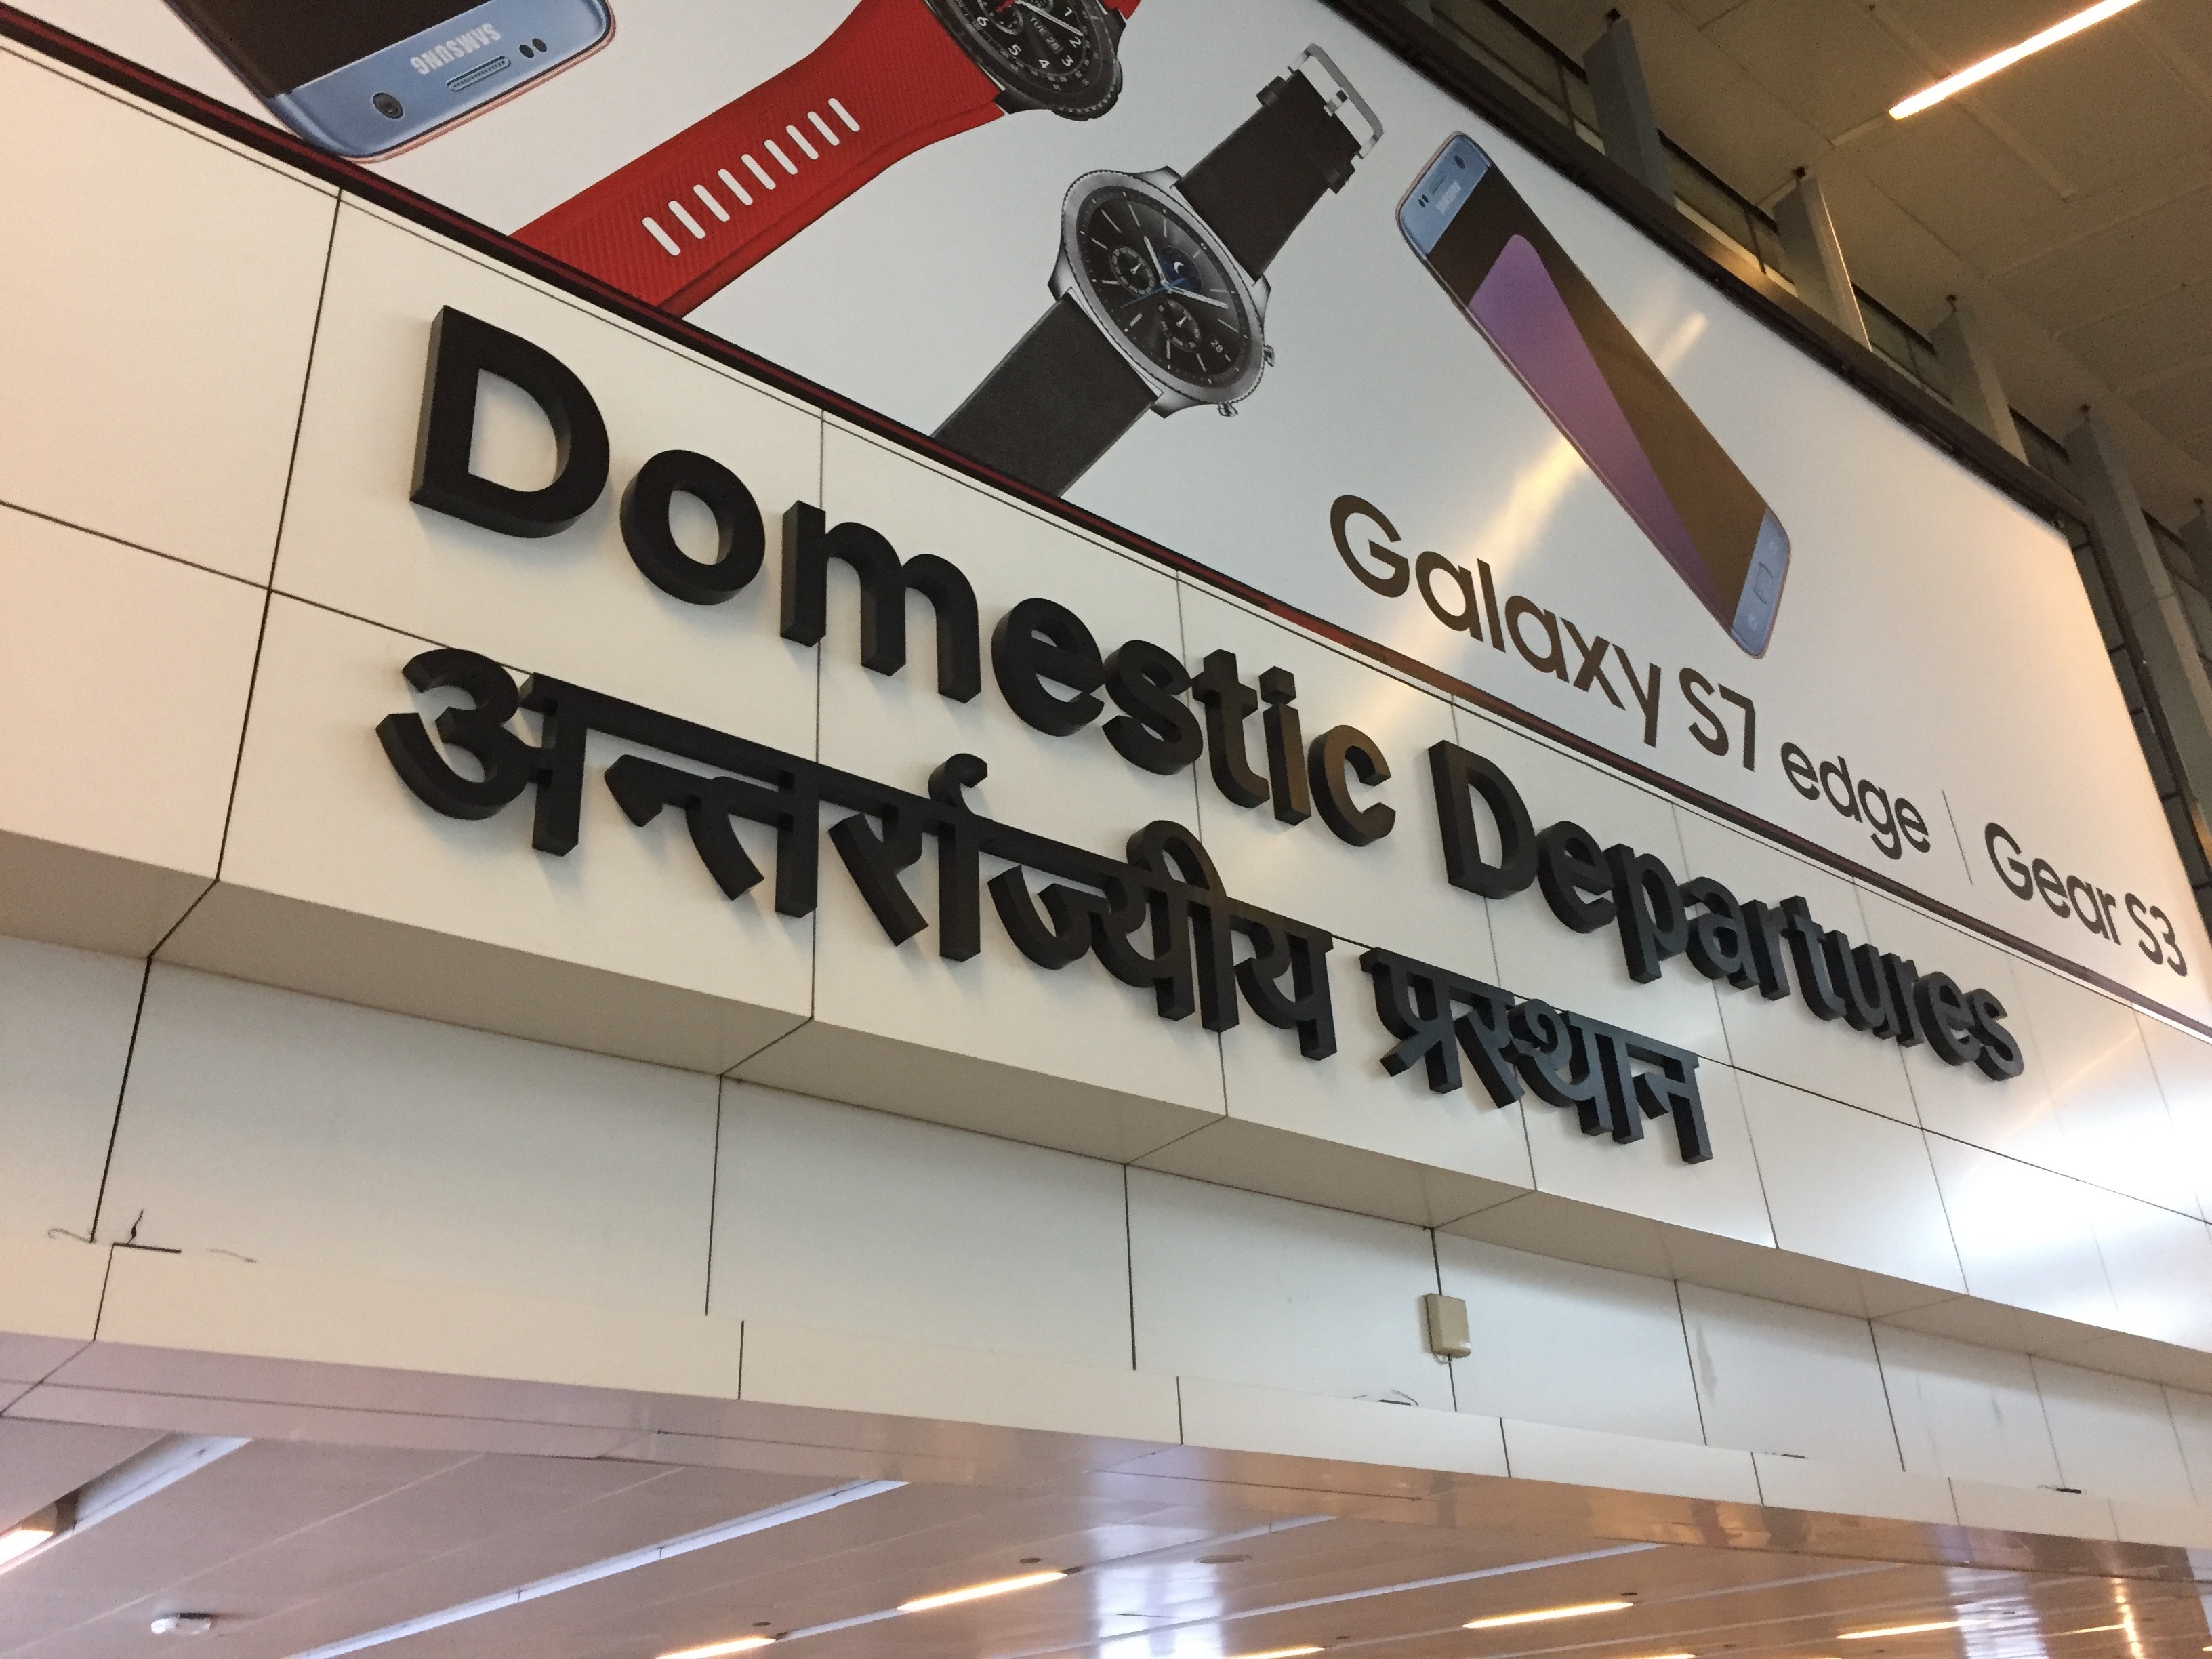 SAMSUNG
SAMSUNG
Galaxy S7 edge | Gear S3
Domestic Departures
अन्तर्राज्यीय प्रस्थान